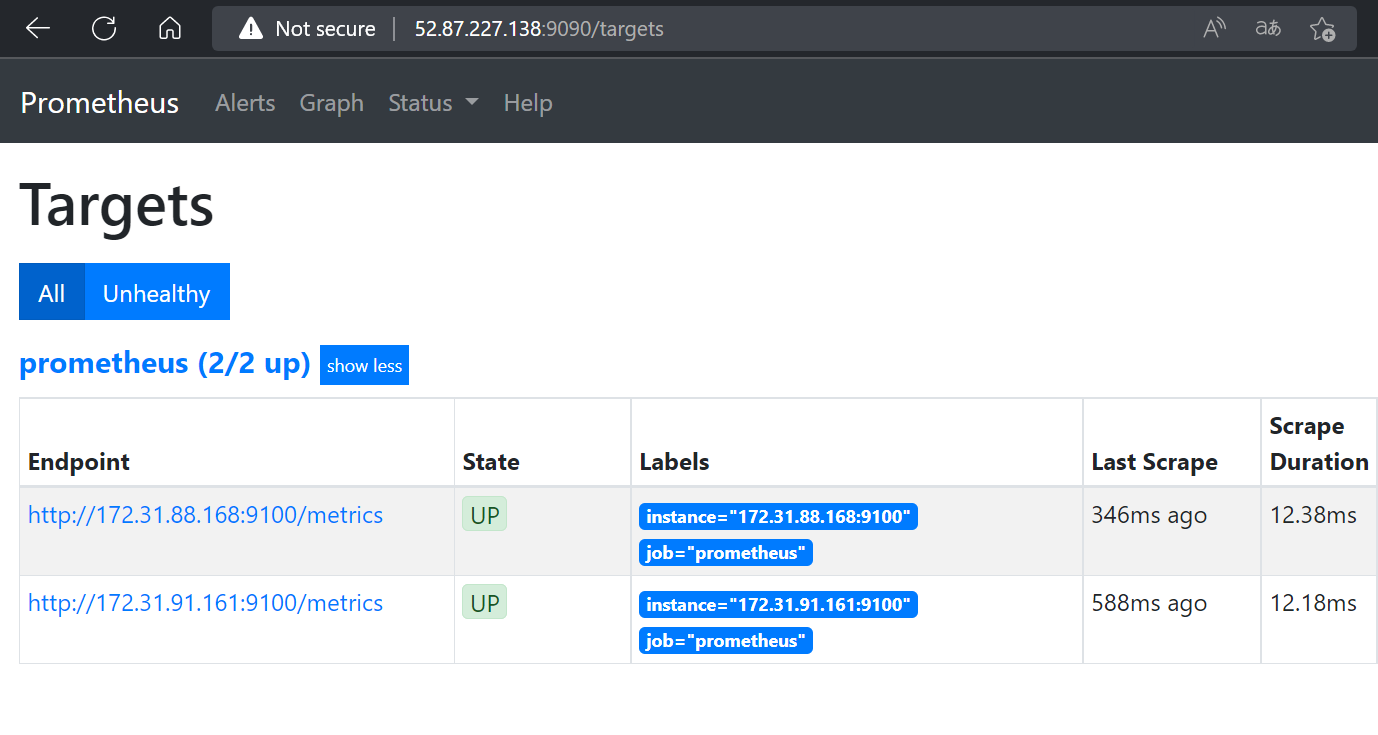 Not secure | 52.87.227.138:9090/targets
Prometheus Alerts Graph Status Help
Targets
All Unhealthy
prometheus (2/2 up) show less
Endpoint State Labels Last Scrape Scrape Duration
http://172.31.88.168:9100/metrics UP instance="172.31.88.168:9100" 346ms ago 12.38ms
job="prometheus"
http://172.31.91.161:9100/metrics UP instance="172.31.91.161:9100" 588ms ago 12.18ms
job="prometheus"